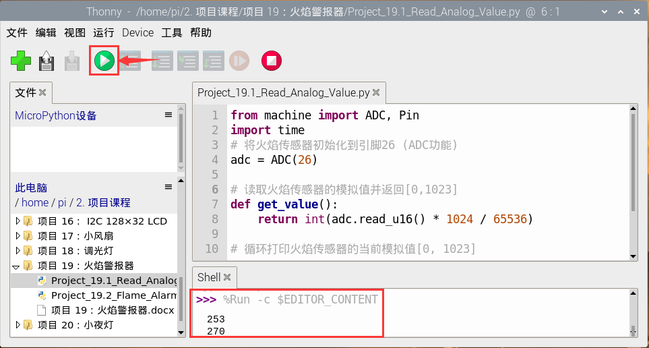 Thonny - /home/pi/2. 项目课程/项目 19：火焰警报器/Project_19.1_Read_Analog_Value.py @ 6 : 1
文件 编辑 视图 运行 Device 工具 帮助
文件
MicroPython设备
此电脑
/ home / pi / 2. 项目课程
项目 16： I2C 128×32 LCD
项目 17：小风扇
项目 18：调光灯
项目 19：火焰警报器
Project_19.1_Read_Analog
Project_19.2_Flame_Alarm
项目 19：火焰警报器.docx
项目 20：小夜灯
Project_19.1_Read_Analog_Value.py
1 from machine import ADC, Pin
2 import time
3 # 将火焰传感器初始化到引脚26 (ADC功能)
4 adc = ADC(26)
5
6 # 读取火焰传感器的模拟值并返回[0,1023]
7 def get_value():
8 return int(adc.read_u16() * 1024 / 65536)
9
10 # 循环打印火焰传感器的当前模拟值[0, 1023]
Shell
>>> %Run -c $EDITOR_CONTENT
253
270